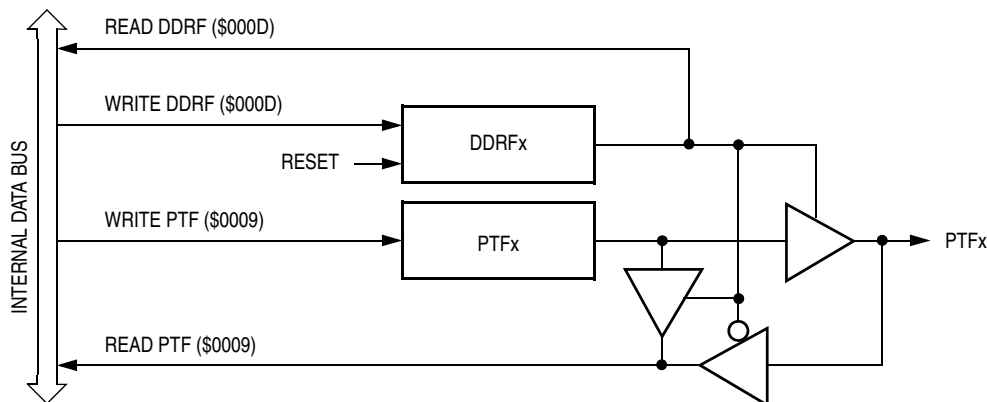 READ DDRF ($000D)
WRITE DDRF ($000D)
DDRFx
RESET
INTERNAL DATA BUS
WRITE PTF ($0009)
PTFx
PTFx
READ PTF ($0009)